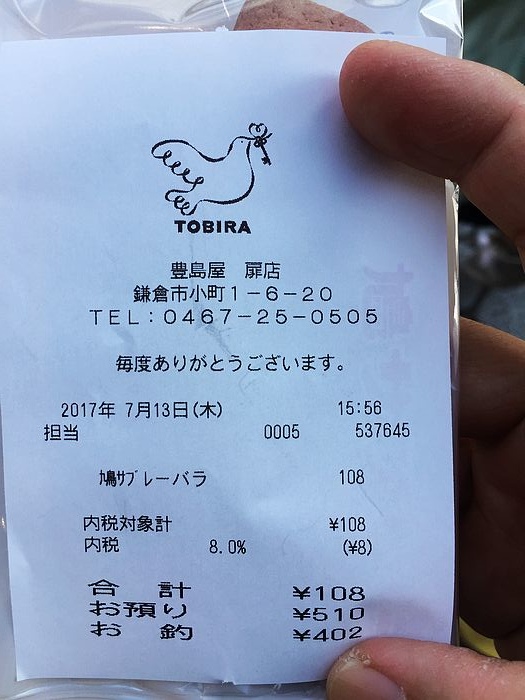 TOBIRA
豊島屋　扉店
鎌倉市小町１－６－２０
ＴＥＬ：０４６７－２５－０５０５
毎度ありがとうございます。
2017年 7月13日(木) 15:56
担当 0005 537645
鳩ｻﾌﾞﾚーバラ 108
内税対象計 ¥108
内税 8.0% (¥8)
合　計 ¥108
お預り ¥510
お　釣 ¥402